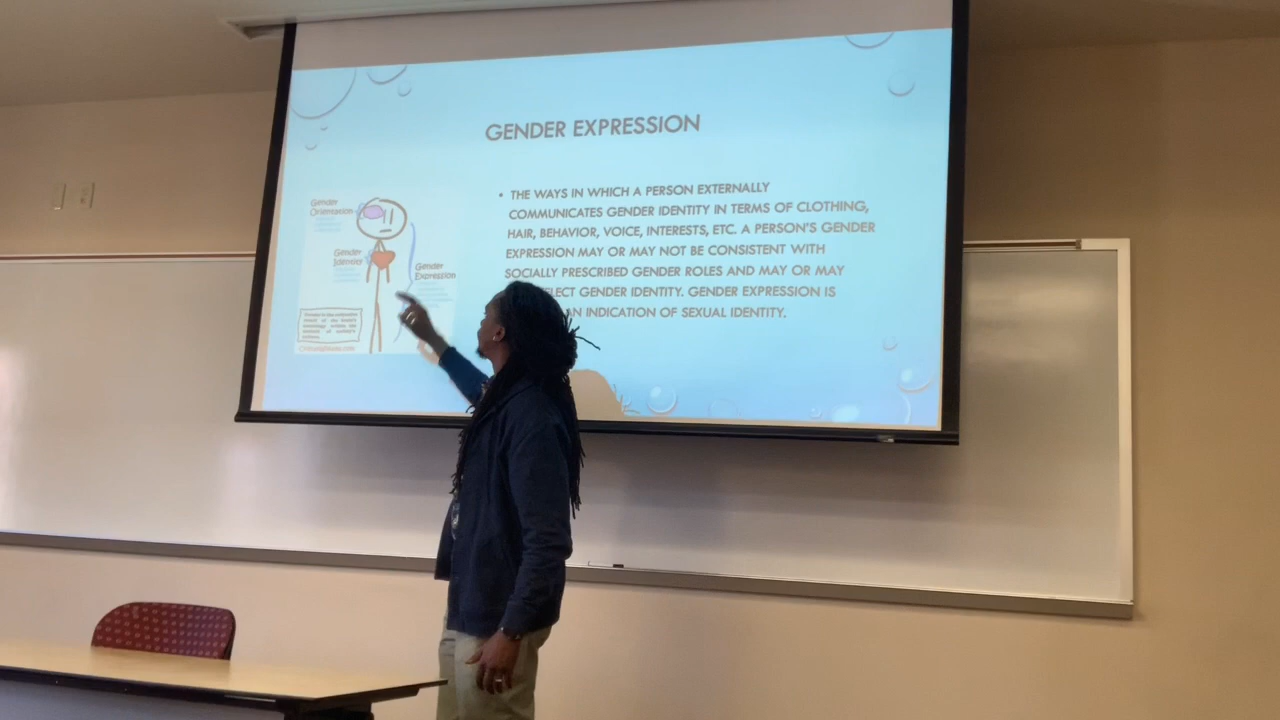 GENDER EXPRESSION
• THE WAYS IN WHICH A PERSON EXTERNALLY
COMMUNICATES GENDER IDENTITY IN TERMS OF CLOTHING,
HAIR, BEHAVIOR, VOICE, INTERESTS, ETC. A PERSON'S GENDER
EXPRESSION MAY OR MAY NOT BE CONSISTENT WITH
SOCIALLY PRESCRIBED GENDER ROLES AND MAY OR MAY
GENDER IDENTITY. GENDER EXPRESSION IS
AN INDICATION OF SEXUAL IDENTITY.
Gender
Orientation
Gender
Identity
Gender
Expression